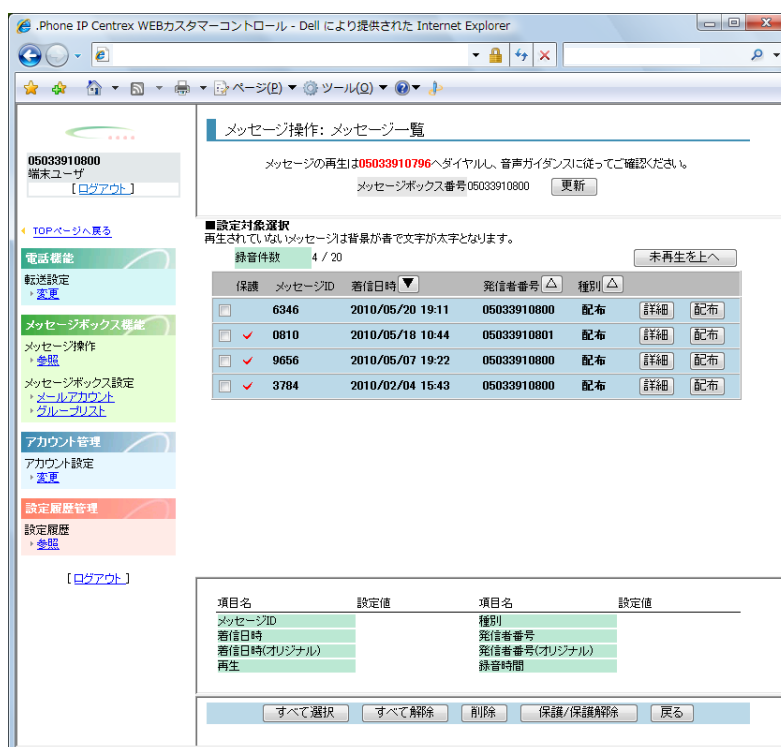 .Phone IP Centrex WEBカスタマーコントロール - Dell により提供された Internet Explorer
ページ(P) ツール(O)
05033910800
端末ユーザ
[ ログアウト ]
TOPページへ戻る
電話機能
転送設定
変更
メッセージボックス機能
メッセージ操作
参照
メッセージボックス設定
メールアカウント
グループリスト
アカウント管理
アカウント設定
変更
設定履歴管理
設定履歴
参照
[ ログアウト ]
メッセージ操作: メッセージ一覧
メッセージの再生は05033910796へダイヤルし、音声ガイダンスに従ってご確認ください。
メッセージボックス番号05033910800 更新
■設定対象選択
再生されていないメッセージは背景が青で文字が太字となります。
録音件数 4 / 20 未再生を上へ
保護 メッセージID 着信日時▼ 発信者番号△ 種別△
6346 2010/05/20 19:11 05033910800 配布 詳細 配布
0810 2010/05/18 10:44 05033910801 配布 詳細 配布
9656 2010/05/07 19:22 05033910800 配布 詳細 配布
3784 2010/02/04 15:43 05033910800 配布 詳細 配布
項目名 設定値 項目名 設定値
メッセージID 種別
着信日時 発信者番号
着信日時(オリジナル) 発信者番号(オリジナル)
再生 録音時間
すべて選択 すべて解除 削除 保護/保護解除 戻る